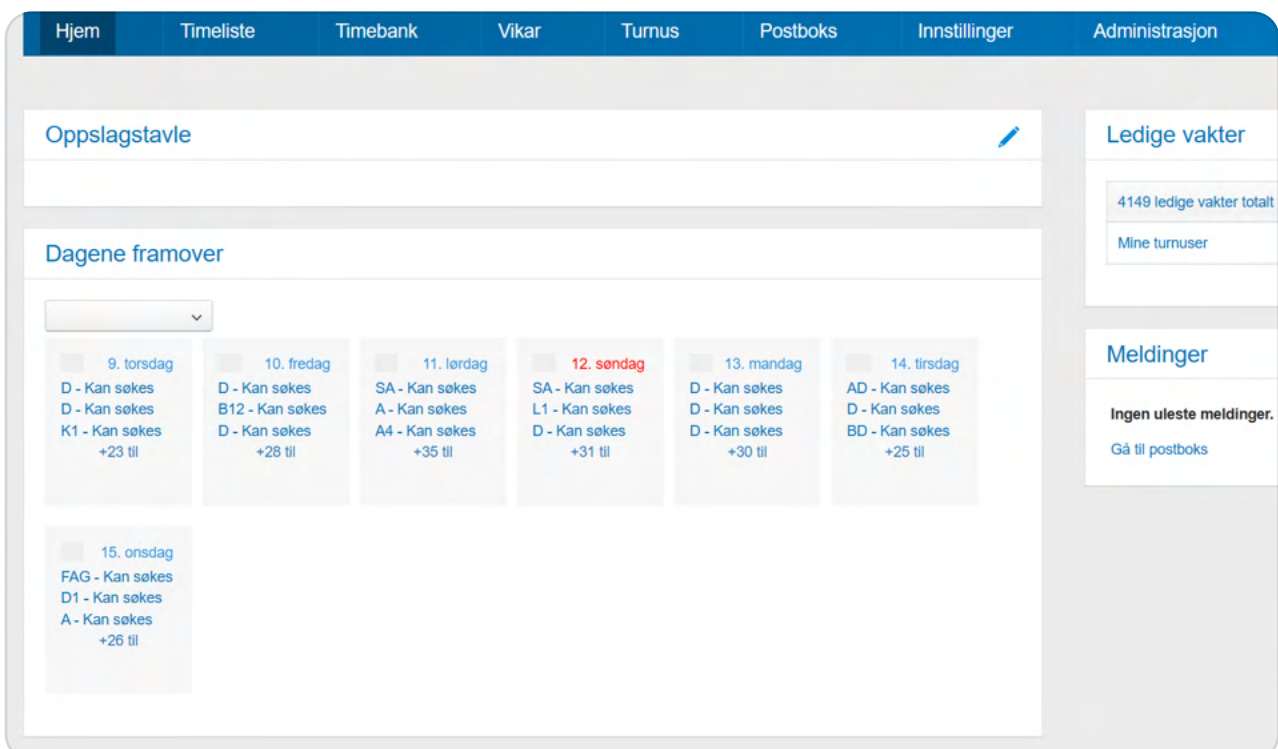 Hjem Timeliste Timebank Vikar Turnus Postboks Innstillinger Administrasjon
Oppslagstavle
Dagene framover
9. torsdag
D - Kan søkes
D - Kan søkes
K1 - Kan søkes
+23 til
10. fredag
D - Kan søkes
B12 - Kan søkes
D - Kan søkes
+28 til
11. lørdag
SA - Kan søkes
A - Kan søkes
A4 - Kan søkes
+35 til
12. søndag
SA - Kan søkes
L1 - Kan søkes
D - Kan søkes
+31 til
13. mandag
D - Kan søkes
D - Kan søkes
D - Kan søkes
+30 til
14. tirsdag
AD - Kan søkes
D - Kan søkes
BD - Kan søkes
+25 til
15. onsdag
FAG - Kan søkes
D1 - Kan søkes
A - Kan søkes
+26 til
Ledige vakter
4149 ledige vakter totalt
Mine turnuser
Meldinger
Ingen uleste meldinger.
Gå til postboks